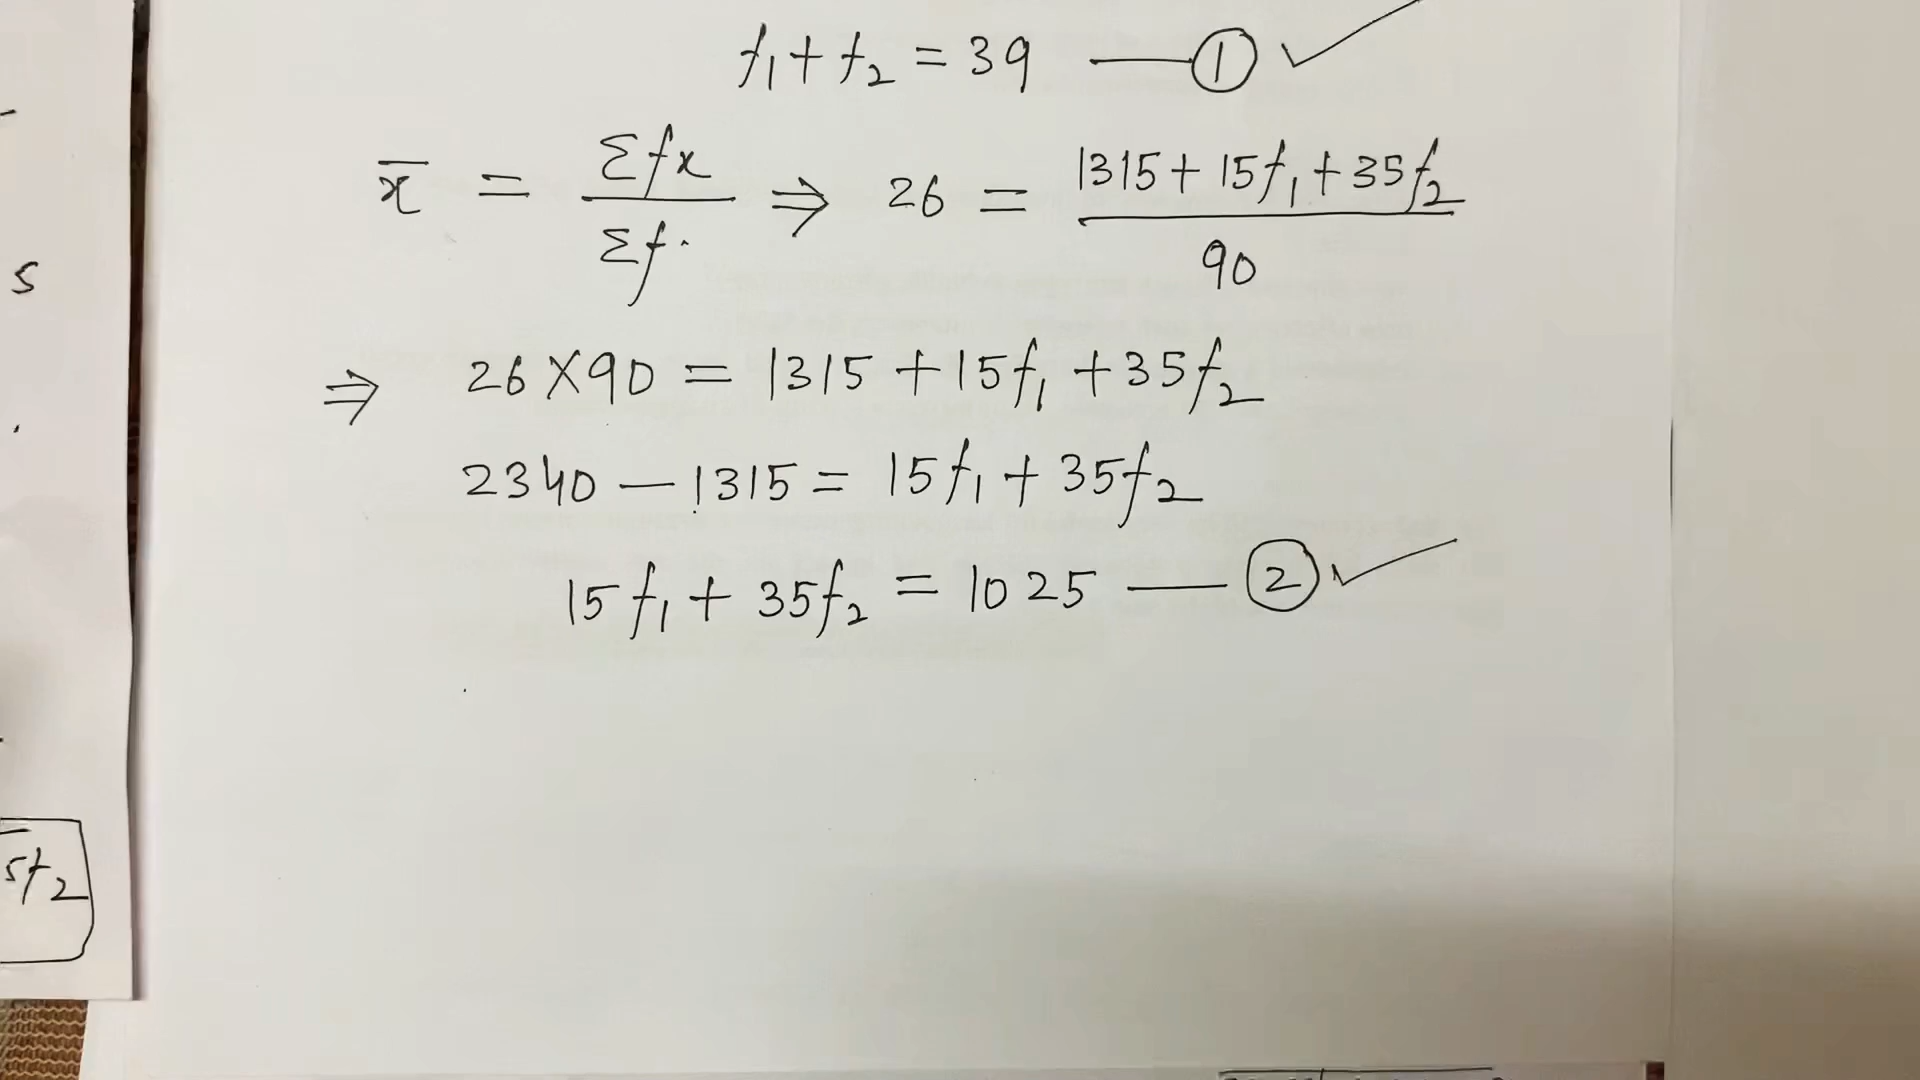 f₁ + f₂ = 39 —— ① ✓
x̄ = Σfx / Σf ⇒ 26 = (1315 + 15f₁ + 35f₂) / 90
⇒ 26 × 90 = 1315 + 15f₁ + 35f₂
2340 — 1315 = 15f₁ + 35f₂
15f₁ + 35f₂ = 1025 —— ② ✓
s
5f₂